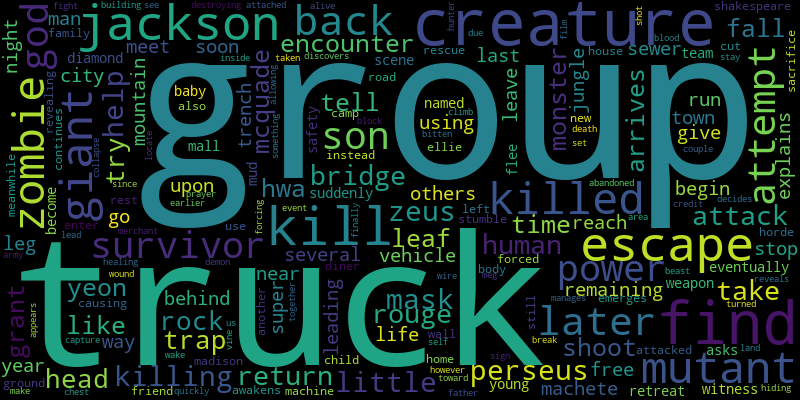 group
truck
creature
jackson
back
encounter
fall
shakespeare
man
family
night
god
zombie
giant
help
try
city
meet
soon
diamond
mountain
baby
also
mall
upon
go
using
named
ellie
tell
son
bridge
hwa
mcquade
trench
monster
jungle
sewer
team
rescue
road
scene
last
leave
arrives
attempt
explains
sacrifice
town
run
give
new
death
set
begin
attack
stop
escape
killed
kill
zeus
leaf
others
time
reach
human
several
vehicle
survivor
suddenly
instead
camp
block
safety
mud
power
remaining
take
find
mutant
later
shoot
weapon
mask
rouge
life
near
behind
yeon
like
rock
trap
way
grant
leg
year
head
killing
return
little
perseus
machete
young
free
witness
retreat
asks
land
hiding
eventually
horde
abandoned
couple
decides
credit
area
forced
emerges
manages
beast
reveals
turned
attacked
body
wire
still
break
sign
home
wall
self
however
toward
father
child
machine
leading
super
another
together
diner
madison
awakens
friend
quickly
chest
wake
capture
causing
ground
make
appears
army
lead
enter
merchant
demon
wound
healing
forcing
event
finally
earlier
prayer
since
rest
use
left
stumble
bitten
climb
flee
locate
something
allowing
discovers
inside
taken
due
film
hunter
house
blood
cut
stay
shot
fight
building
see
attached
destroying
alive
revealing
continues
meanwhile
become
collapse
us
vine
meg